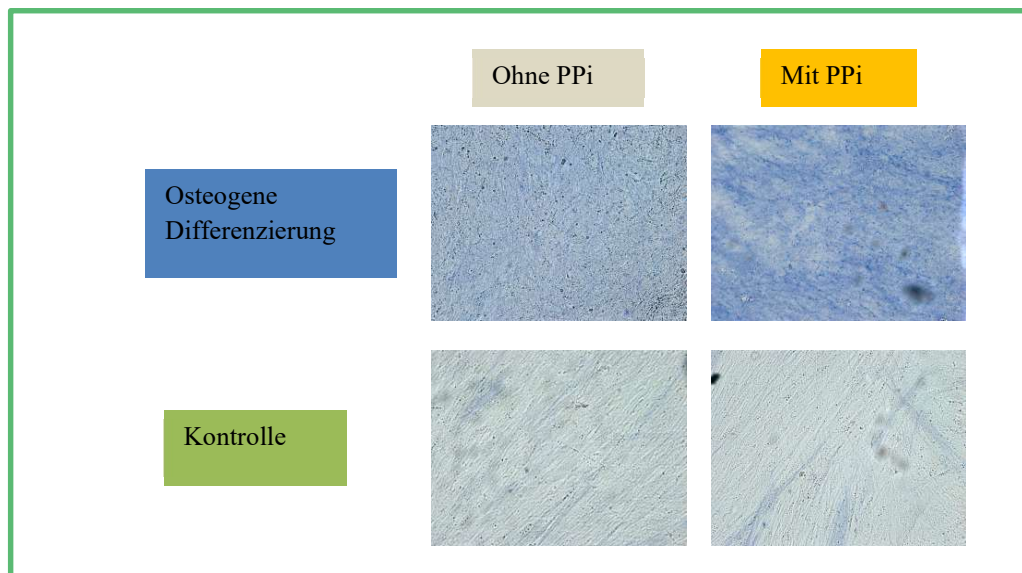 Ohne PPi
Mit PPi
Osteogene
Differenzierung
Kontrolle